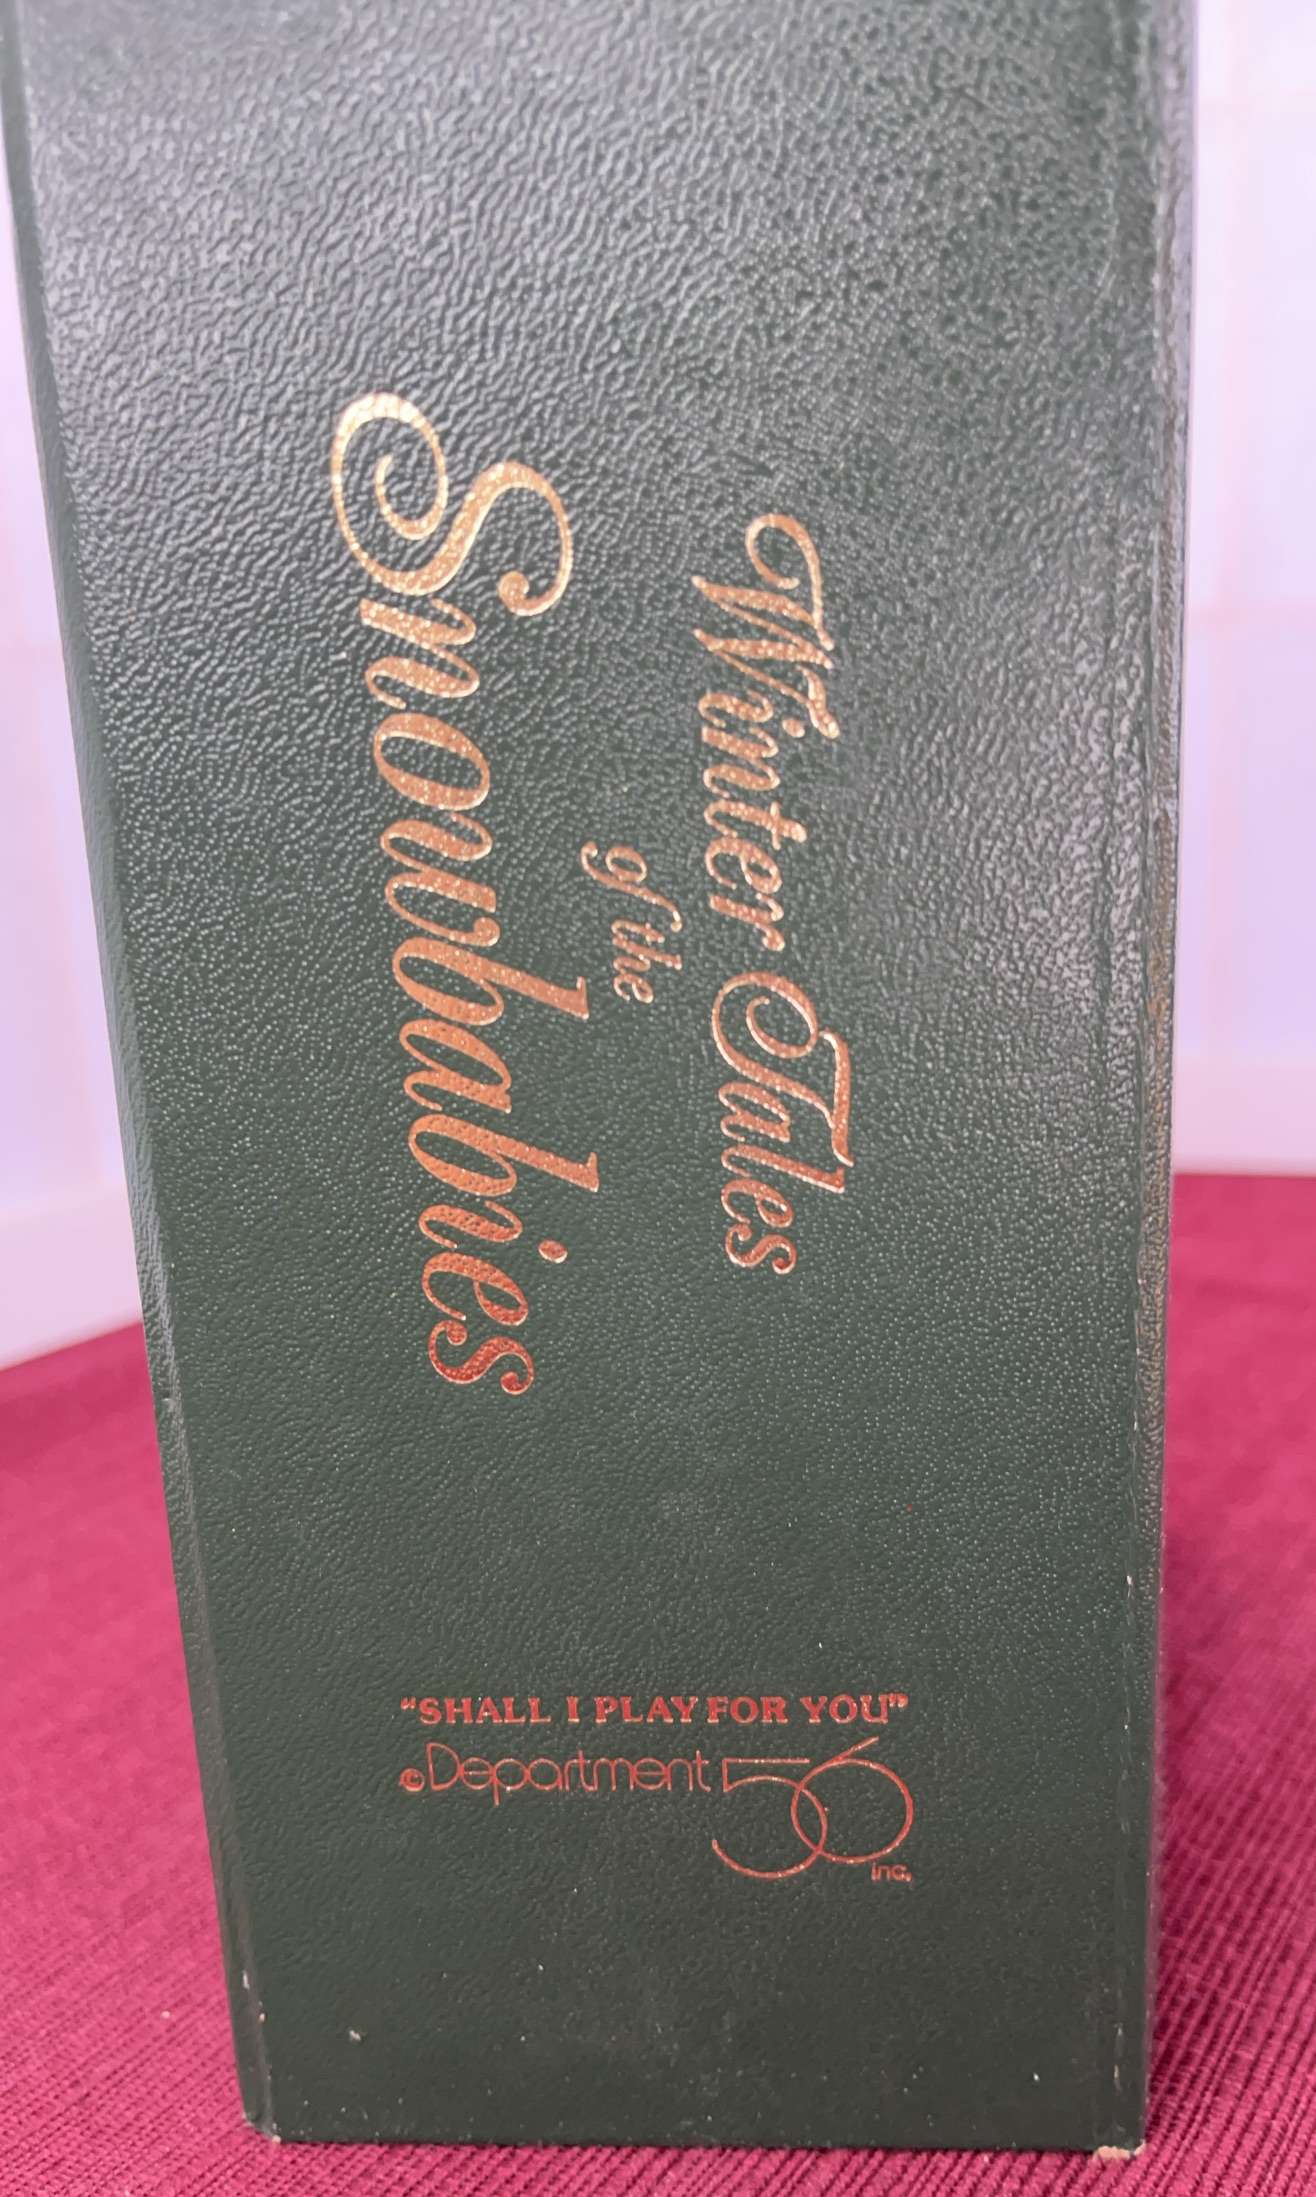 Winter Tales
of the
Snowbabies
"SHALL I PLAY FOR YOU"
©Department 56
inc.